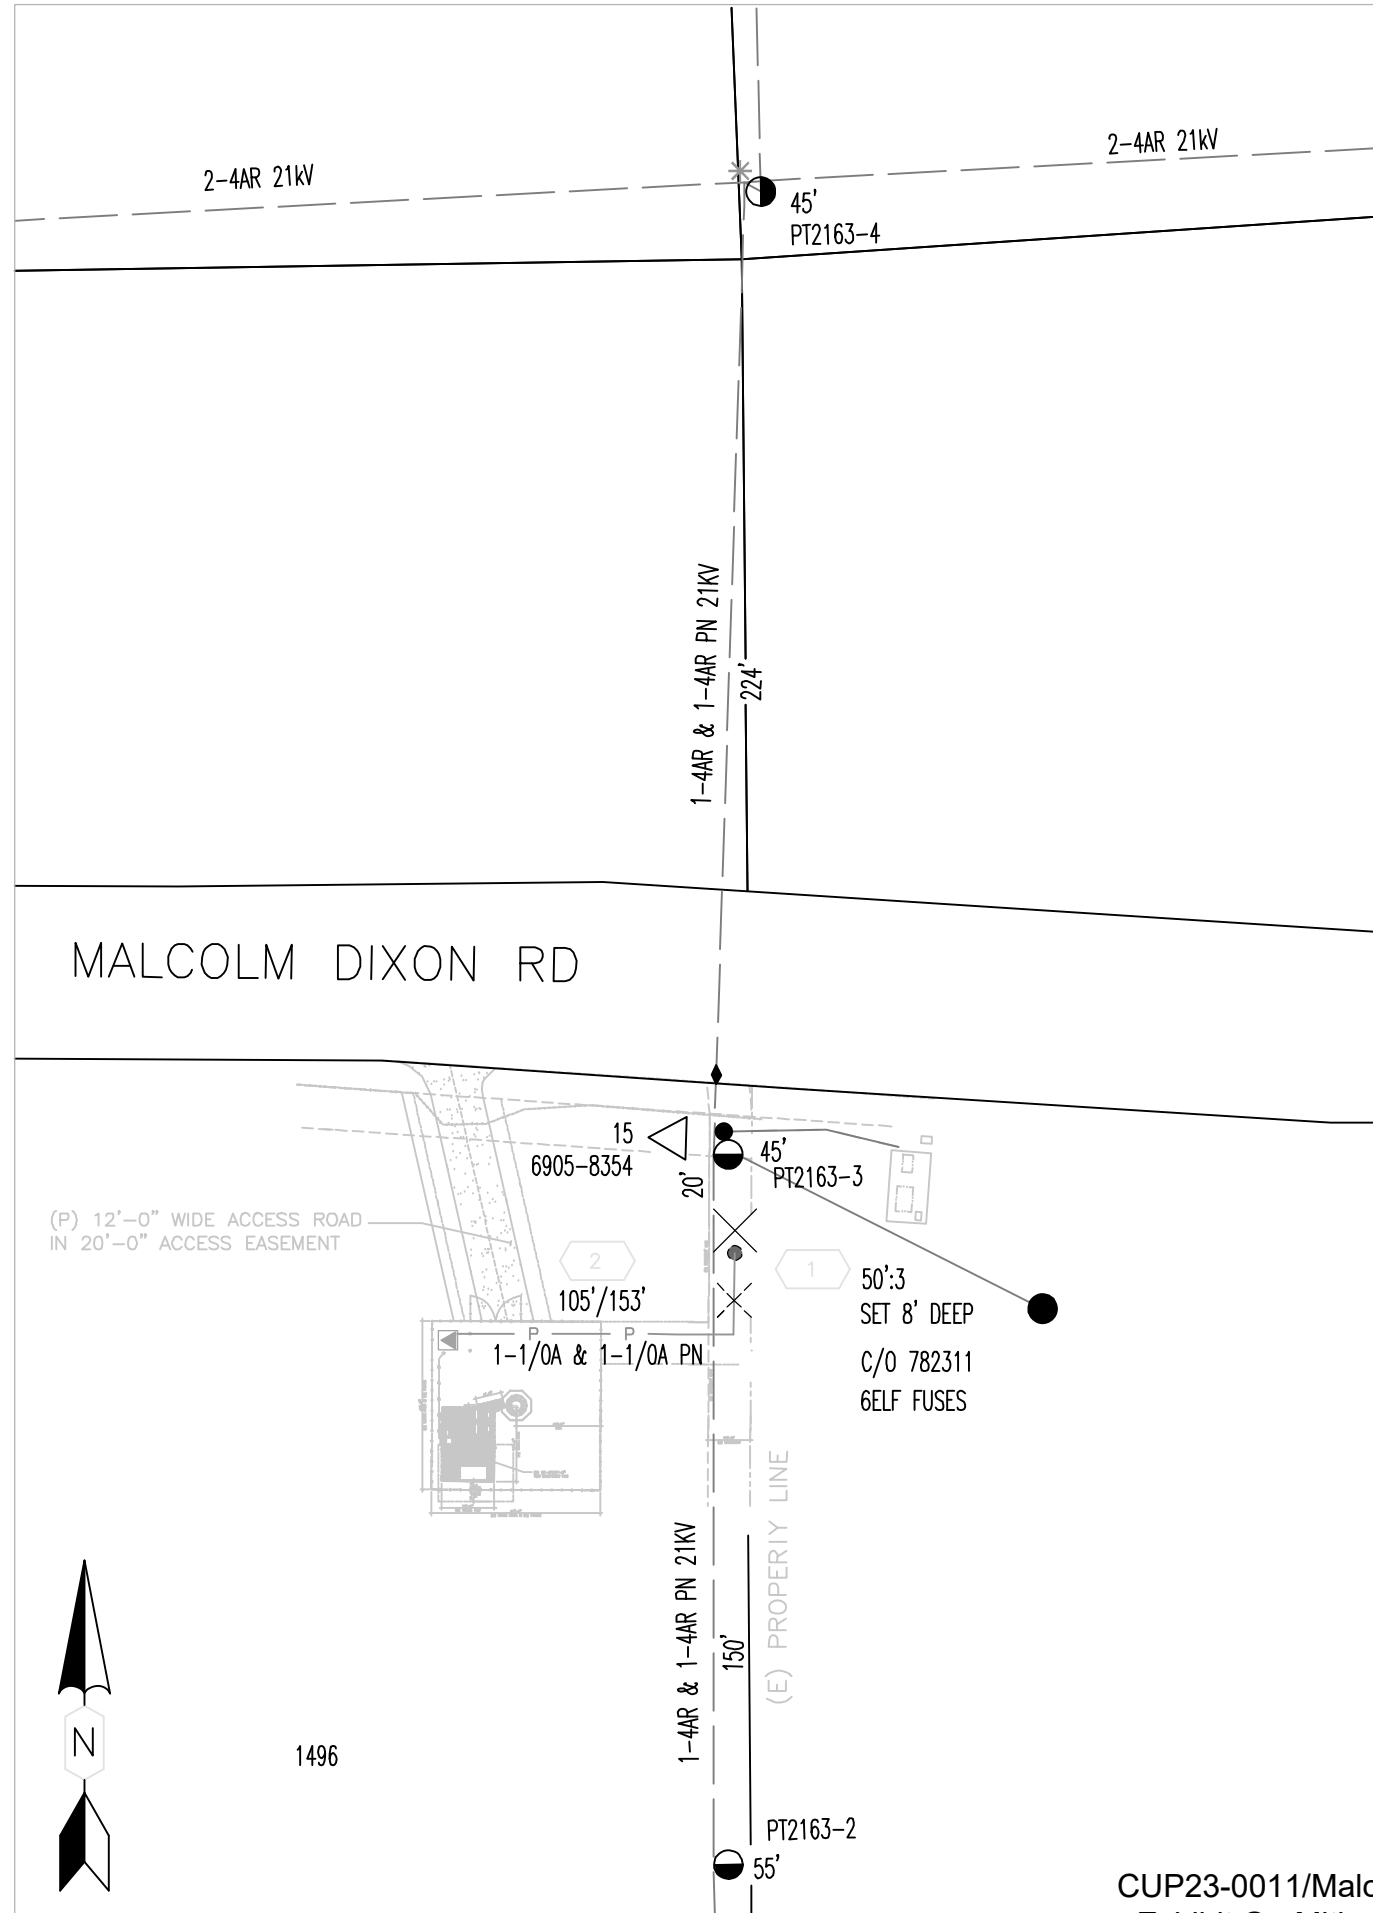 2-4AR 21kV
2-4AR 21kV
45'
PT2163-4
1-4AR & 1-4AR PN 21KV
224'
MALCOLM DIXON RD
15
6905-8354
20'
45'
PT2163-3
(P) 12'-0" WIDE ACCESS ROAD
IN 20'-0" ACCESS EASEMENT
2
1
105'/153'
50':3
SET 8' DEEP
C/O 782311
6ELF FUSES
P P
1-1/0A & 1-1/0A PN
(E) PROPERIY LINE
1-4AR & 1-4AR PN 21KV
150'
N
1496
PT2163-2
55'
CUP23-0011/Malc